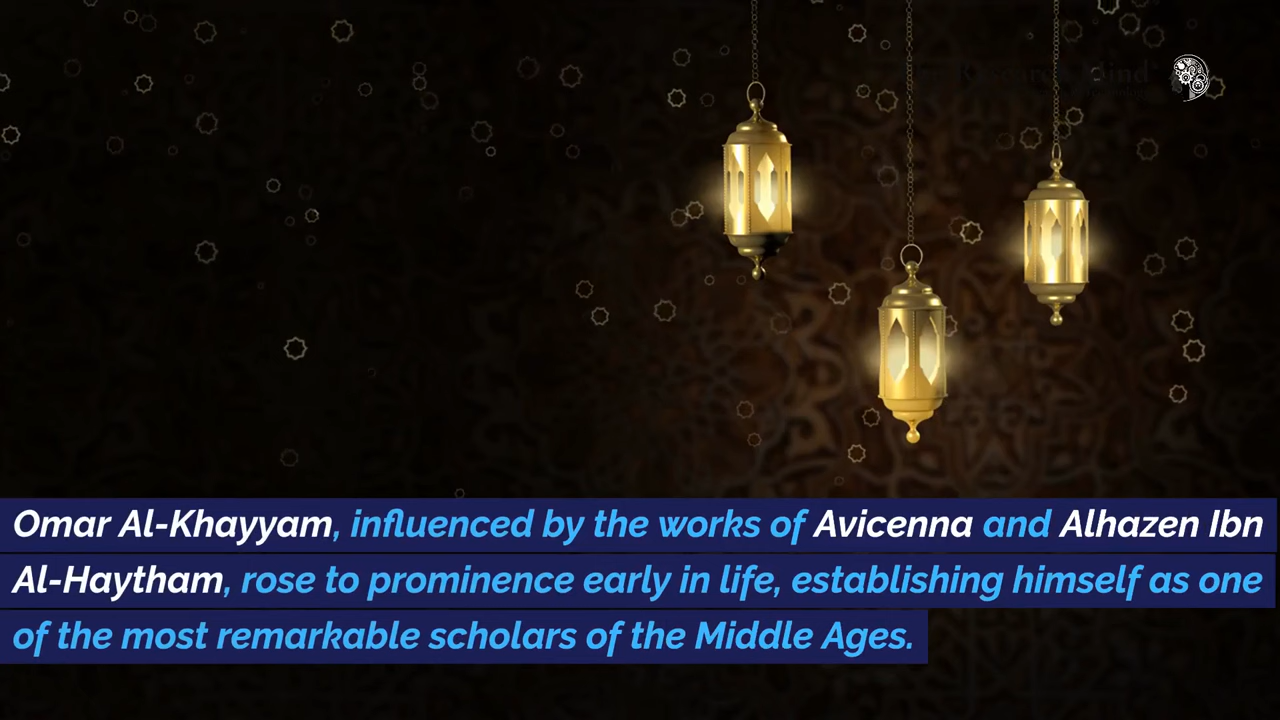 Omar Al-Khayyam, influenced by the works of Avicenna and Alhazen Ibn
Al-Haytham, rose to prominence early in life, establishing himself as one
of the most remarkable scholars of the Middle Ages.